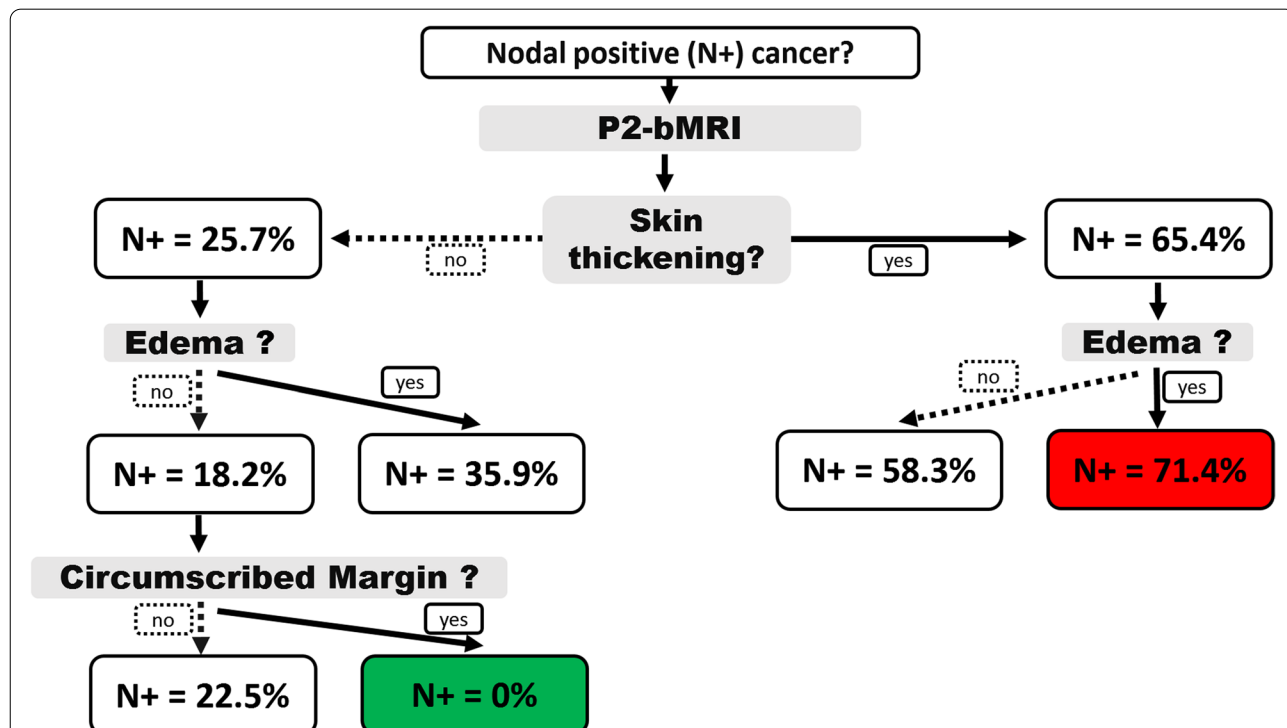 Nodal positive (N+) cancer?
P2-bMRI
Skin
thickening?
no
yes
N+ = 25.7%
N+ = 65.4%
Edema ?
no
yes
N+ = 18.2%
N+ = 35.9%
Edema ?
no
yes
N+ = 58.3%
N+ = 71.4%
Circumscribed Margin ?
no
yes
N+ = 22.5%
N+ = 0%